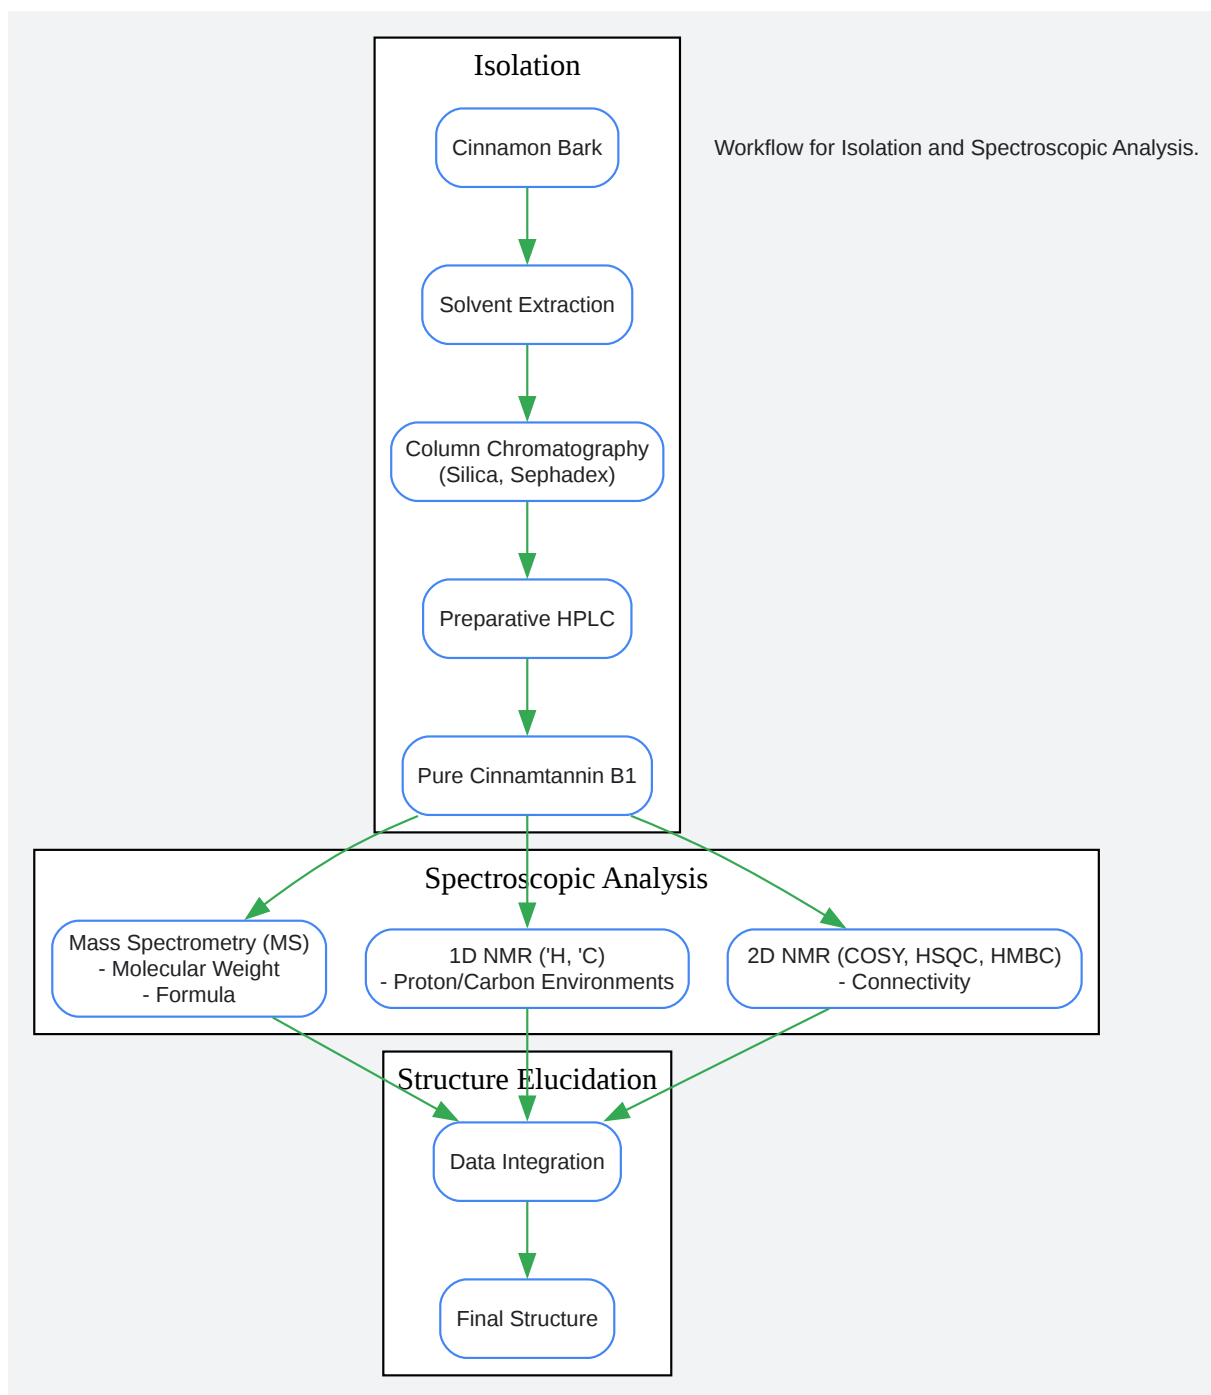 Isolation
Cinnamon Bark
Workflow for Isolation and Spectroscopic Analysis.
Solvent Extraction
Column Chromatography
(Silica, Sephadex)
Preparative HPLC
Pure Cinnamtannin B1
Spectroscopic Analysis
Mass Spectrometry (MS)
- Molecular Weight
- Formula
1D NMR ('H, 'C)
- Proton/Carbon Environments
2D NMR (COSY, HSQC, HMBC)
- Connectivity
Structure Elucidation
Data Integration
Final Structure